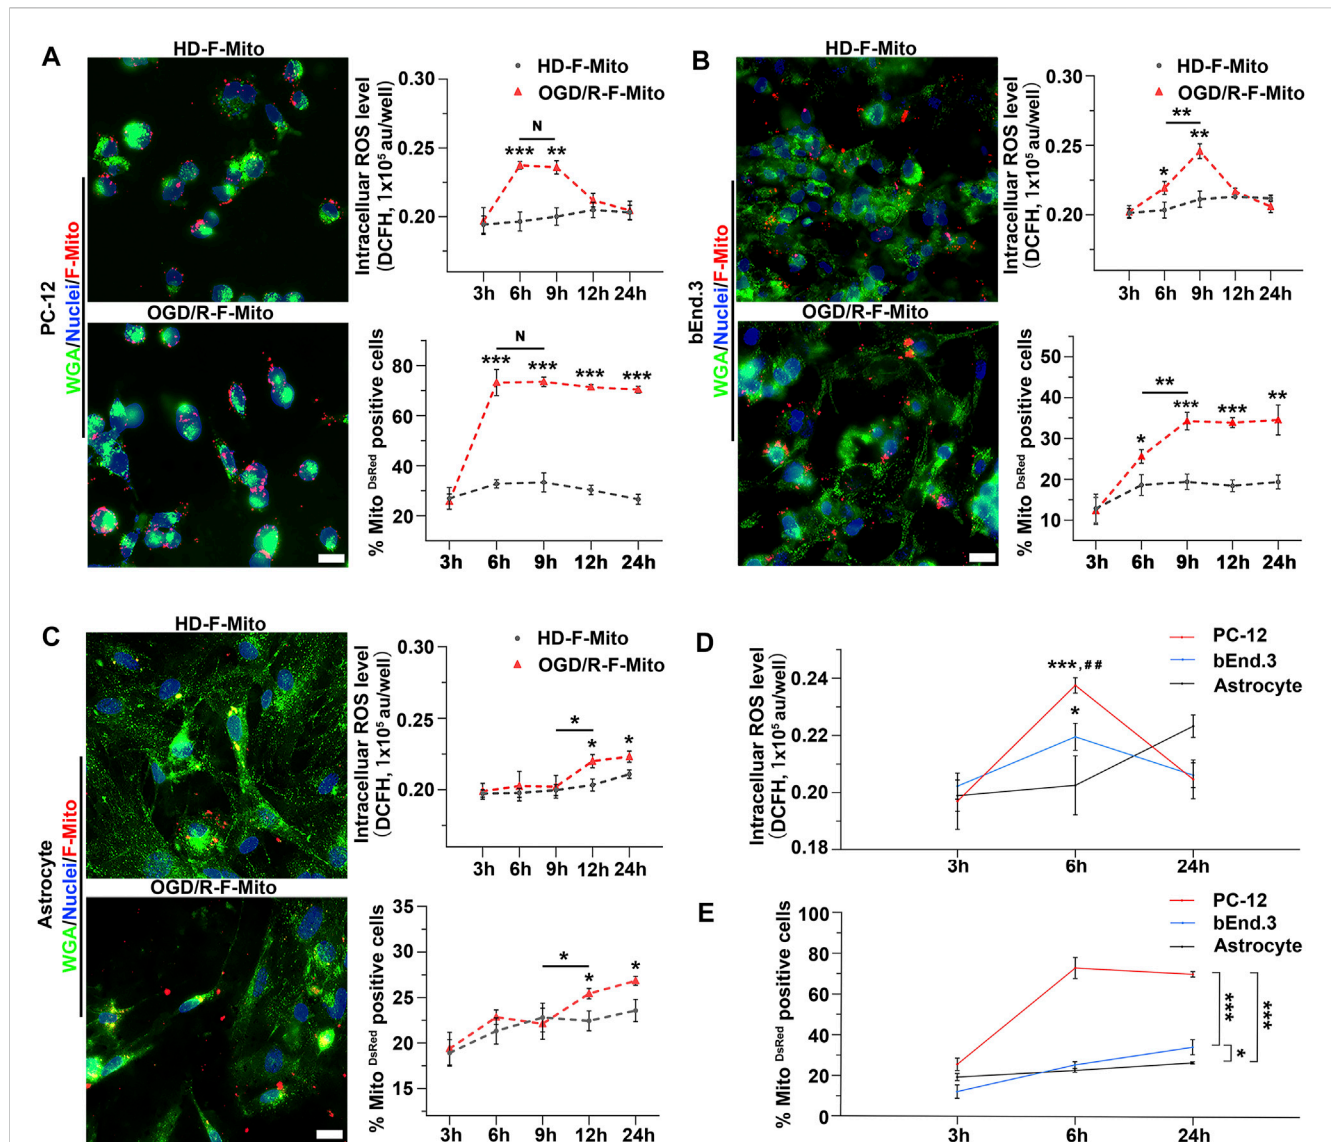 A
HD-F-Mito
OGD/R-F-Mito
PC-12
WGA/Nuclei/F-Mito
HD-F-Mito
OGD/R-F-Mito
Intracelluar ROS level
(DCFH, 1x10⁵ au/well)
0.30
0.25
0.20
N
***
**
3h 6h 9h 12h 24h
% Mito ᴰˢᴿᵉᵈ positive cells
80
60
40
20
N
*** *** *** ***
3h 6h 9h 12h 24h
B
HD-F-Mito
OGD/R-F-Mito
bEnd.3
WGA/Nuclei/F-Mito
HD-F-Mito
OGD/R-F-Mito
Intracelluar ROS level
(DCFH, 1x10⁵ au/well)
0.30
0.25
0.20
**
*
**
3h 6h 9h 12h 24h
% Mito ᴰˢᴿᵉᵈ positive cells
50
40
30
20
10
**
* *** *** **
3h 6h 9h 12h 24h
C
HD-F-Mito
OGD/R-F-Mito
Astrocyte
WGA/Nuclei/F-Mito
HD-F-Mito
OGD/R-F-Mito
Intracelluar ROS level
(DCFH, 1x10⁵ au/well)
0.30
0.25
0.20
*
* *
3h 6h 9h 12h 24h
% Mito ᴰˢᴿᵉᵈ positive cells
35
30
25
20
15
*
* *
3h 6h 9h 12h 24h
D
PC-12
bEnd.3
Astrocyte
Intracelluar ROS level
(DCFH, 1x10⁵ au/well)
0.24
0.22
0.20
0.18
***,##
*
3h 6h 24h
E
PC-12
bEnd.3
Astrocyte
% Mito ᴰˢᴿᵉᵈ positive cells
100
80
60
40
20
0
***
*
***
3h 6h 24h